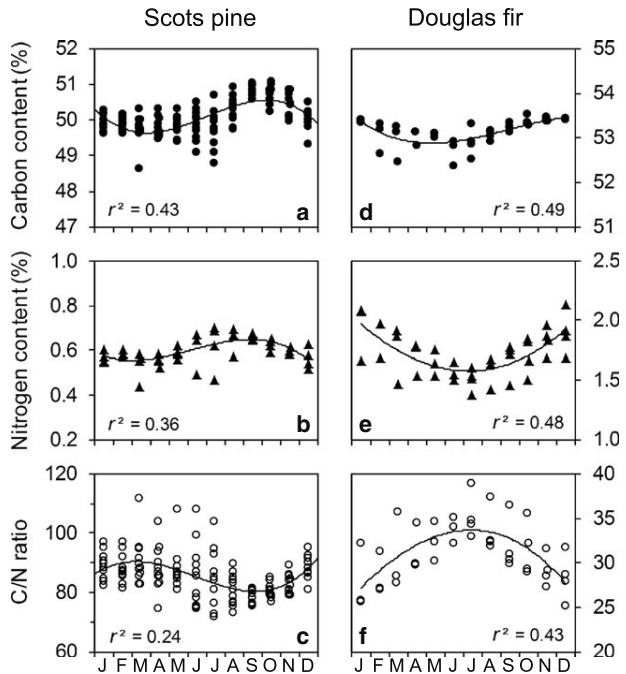 Scots pine
Douglas fir
Carbon content (%)
52
51
50
49
48
47
J F M A M J J A S O N D
r² = 0.43
a
55
54
53
52
51
J F M A M J J A S O N D
r² = 0.49
d
Nitrogen content (%)
1.0
0.8
0.6
0.4
0.2
J F M A M J J A S O N D
r² = 0.36
b
2.5
2.0
1.5
1.0
J F M A M J J A S O N D
r² = 0.48
e
C/N ratio
120
100
80
60
J F M A M J J A S O N D
r² = 0.24
c
40
35
30
25
20
J F M A M J J A S O N D
r² = 0.43
f